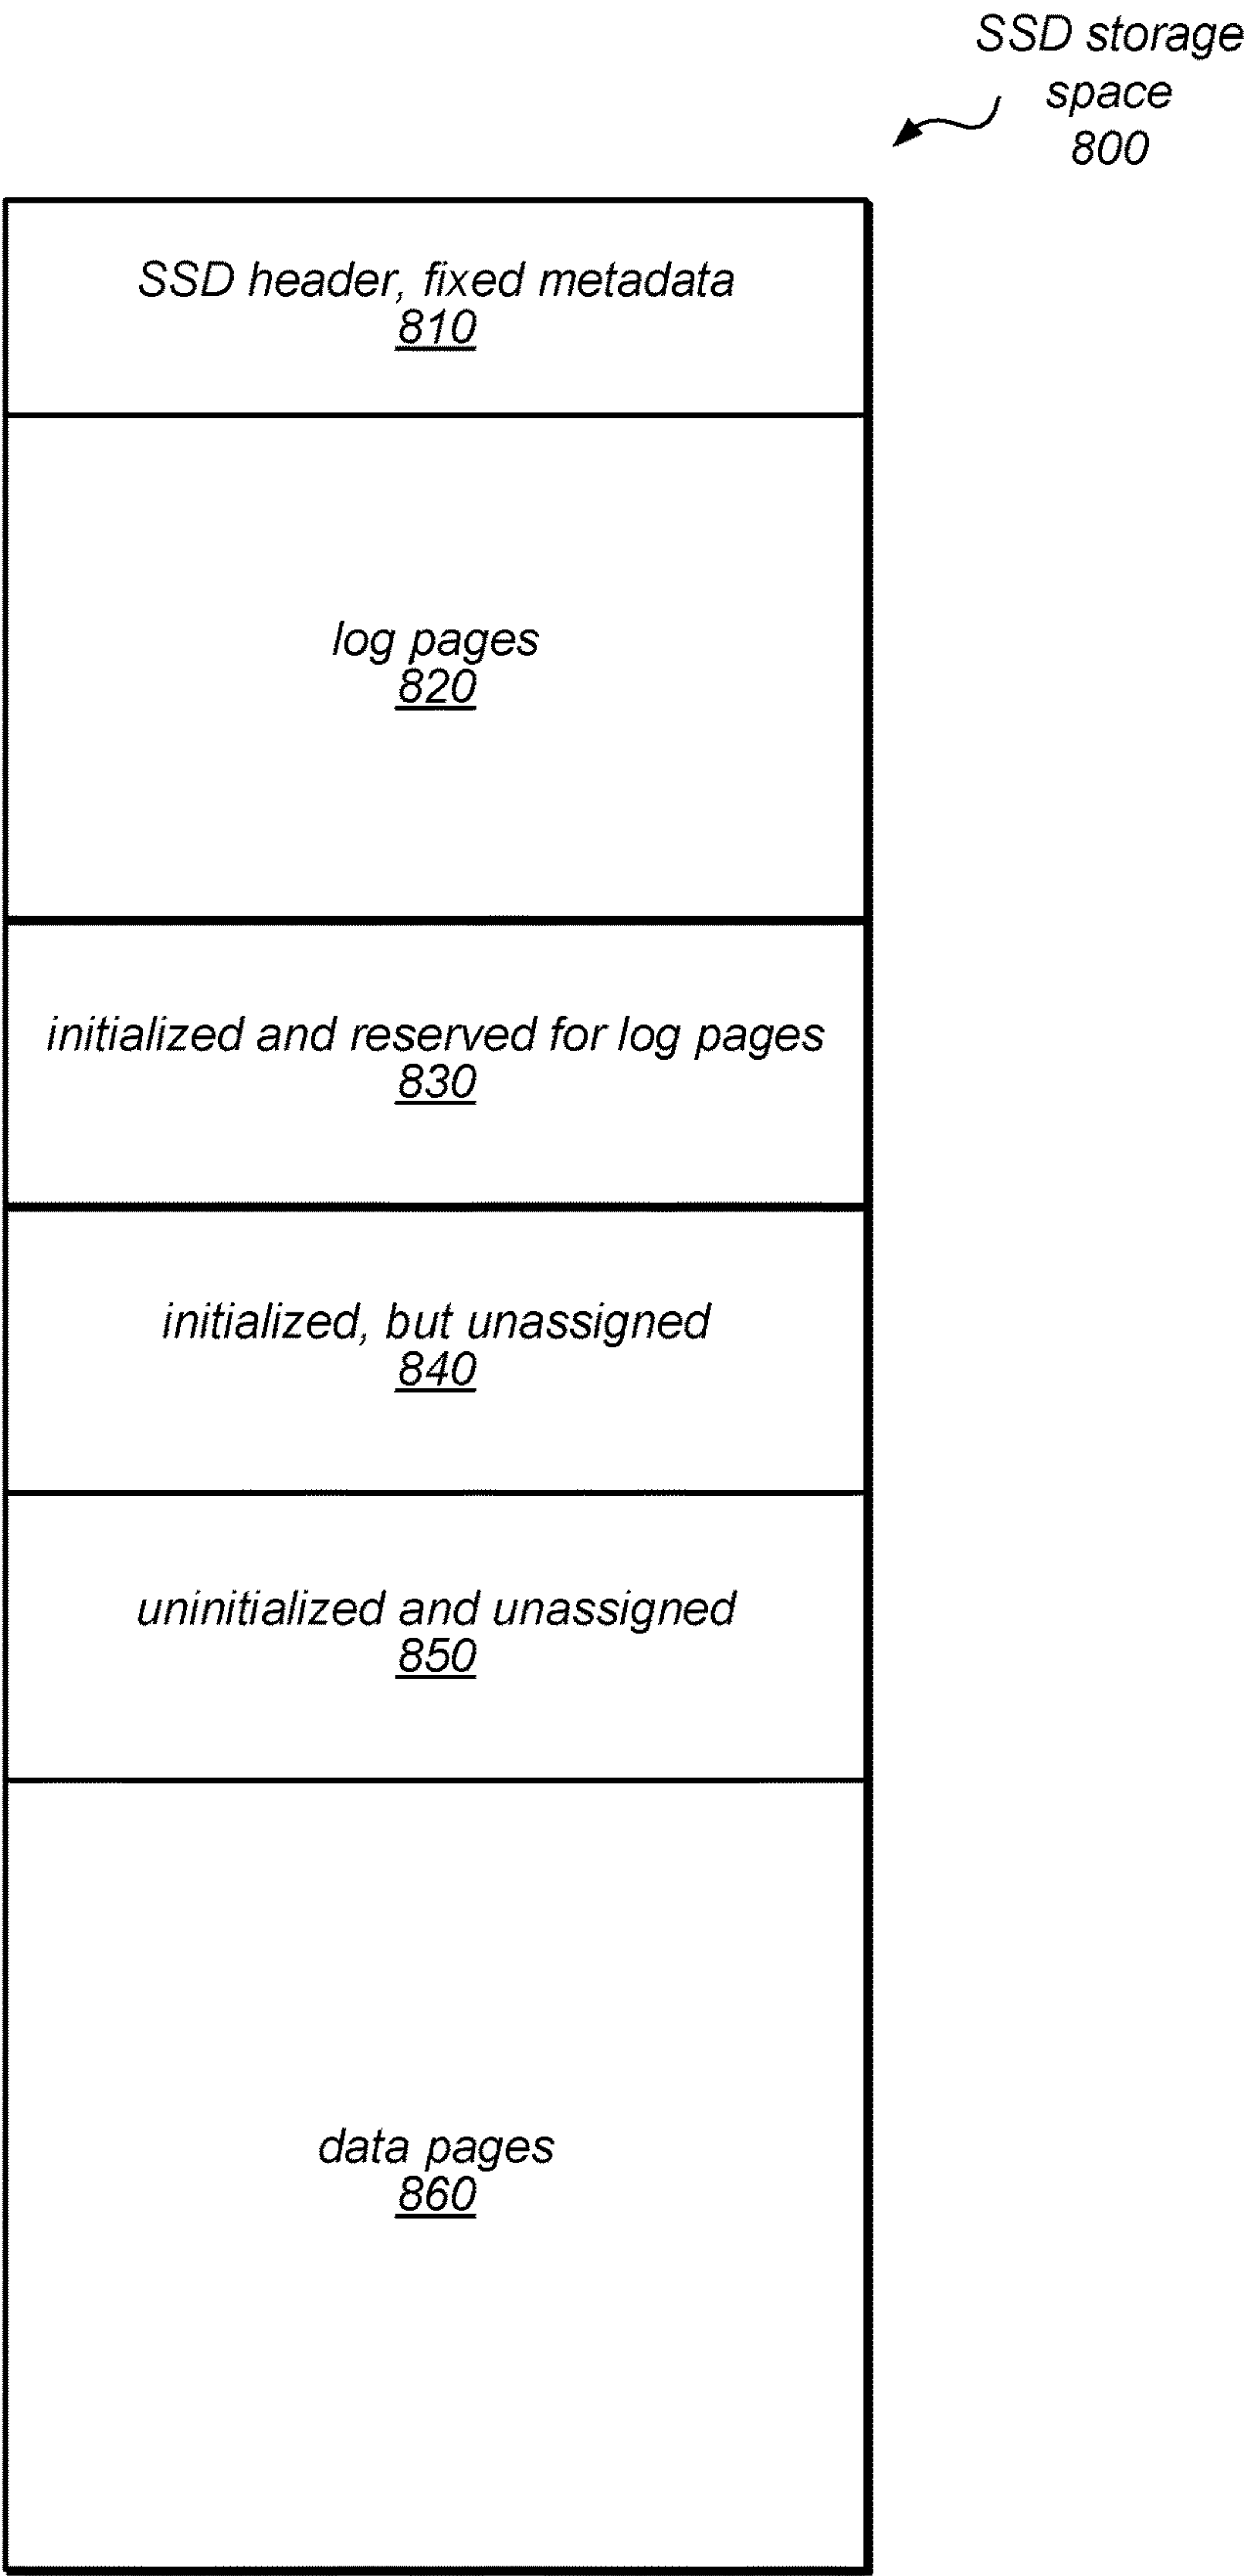 SSD storage
space
800
SSD header, fixed metadata
810
log pages
820
initialized and reserved for log pages
830
initialized, but unassigned
840
uninitialized and unassigned
850
data pages
860